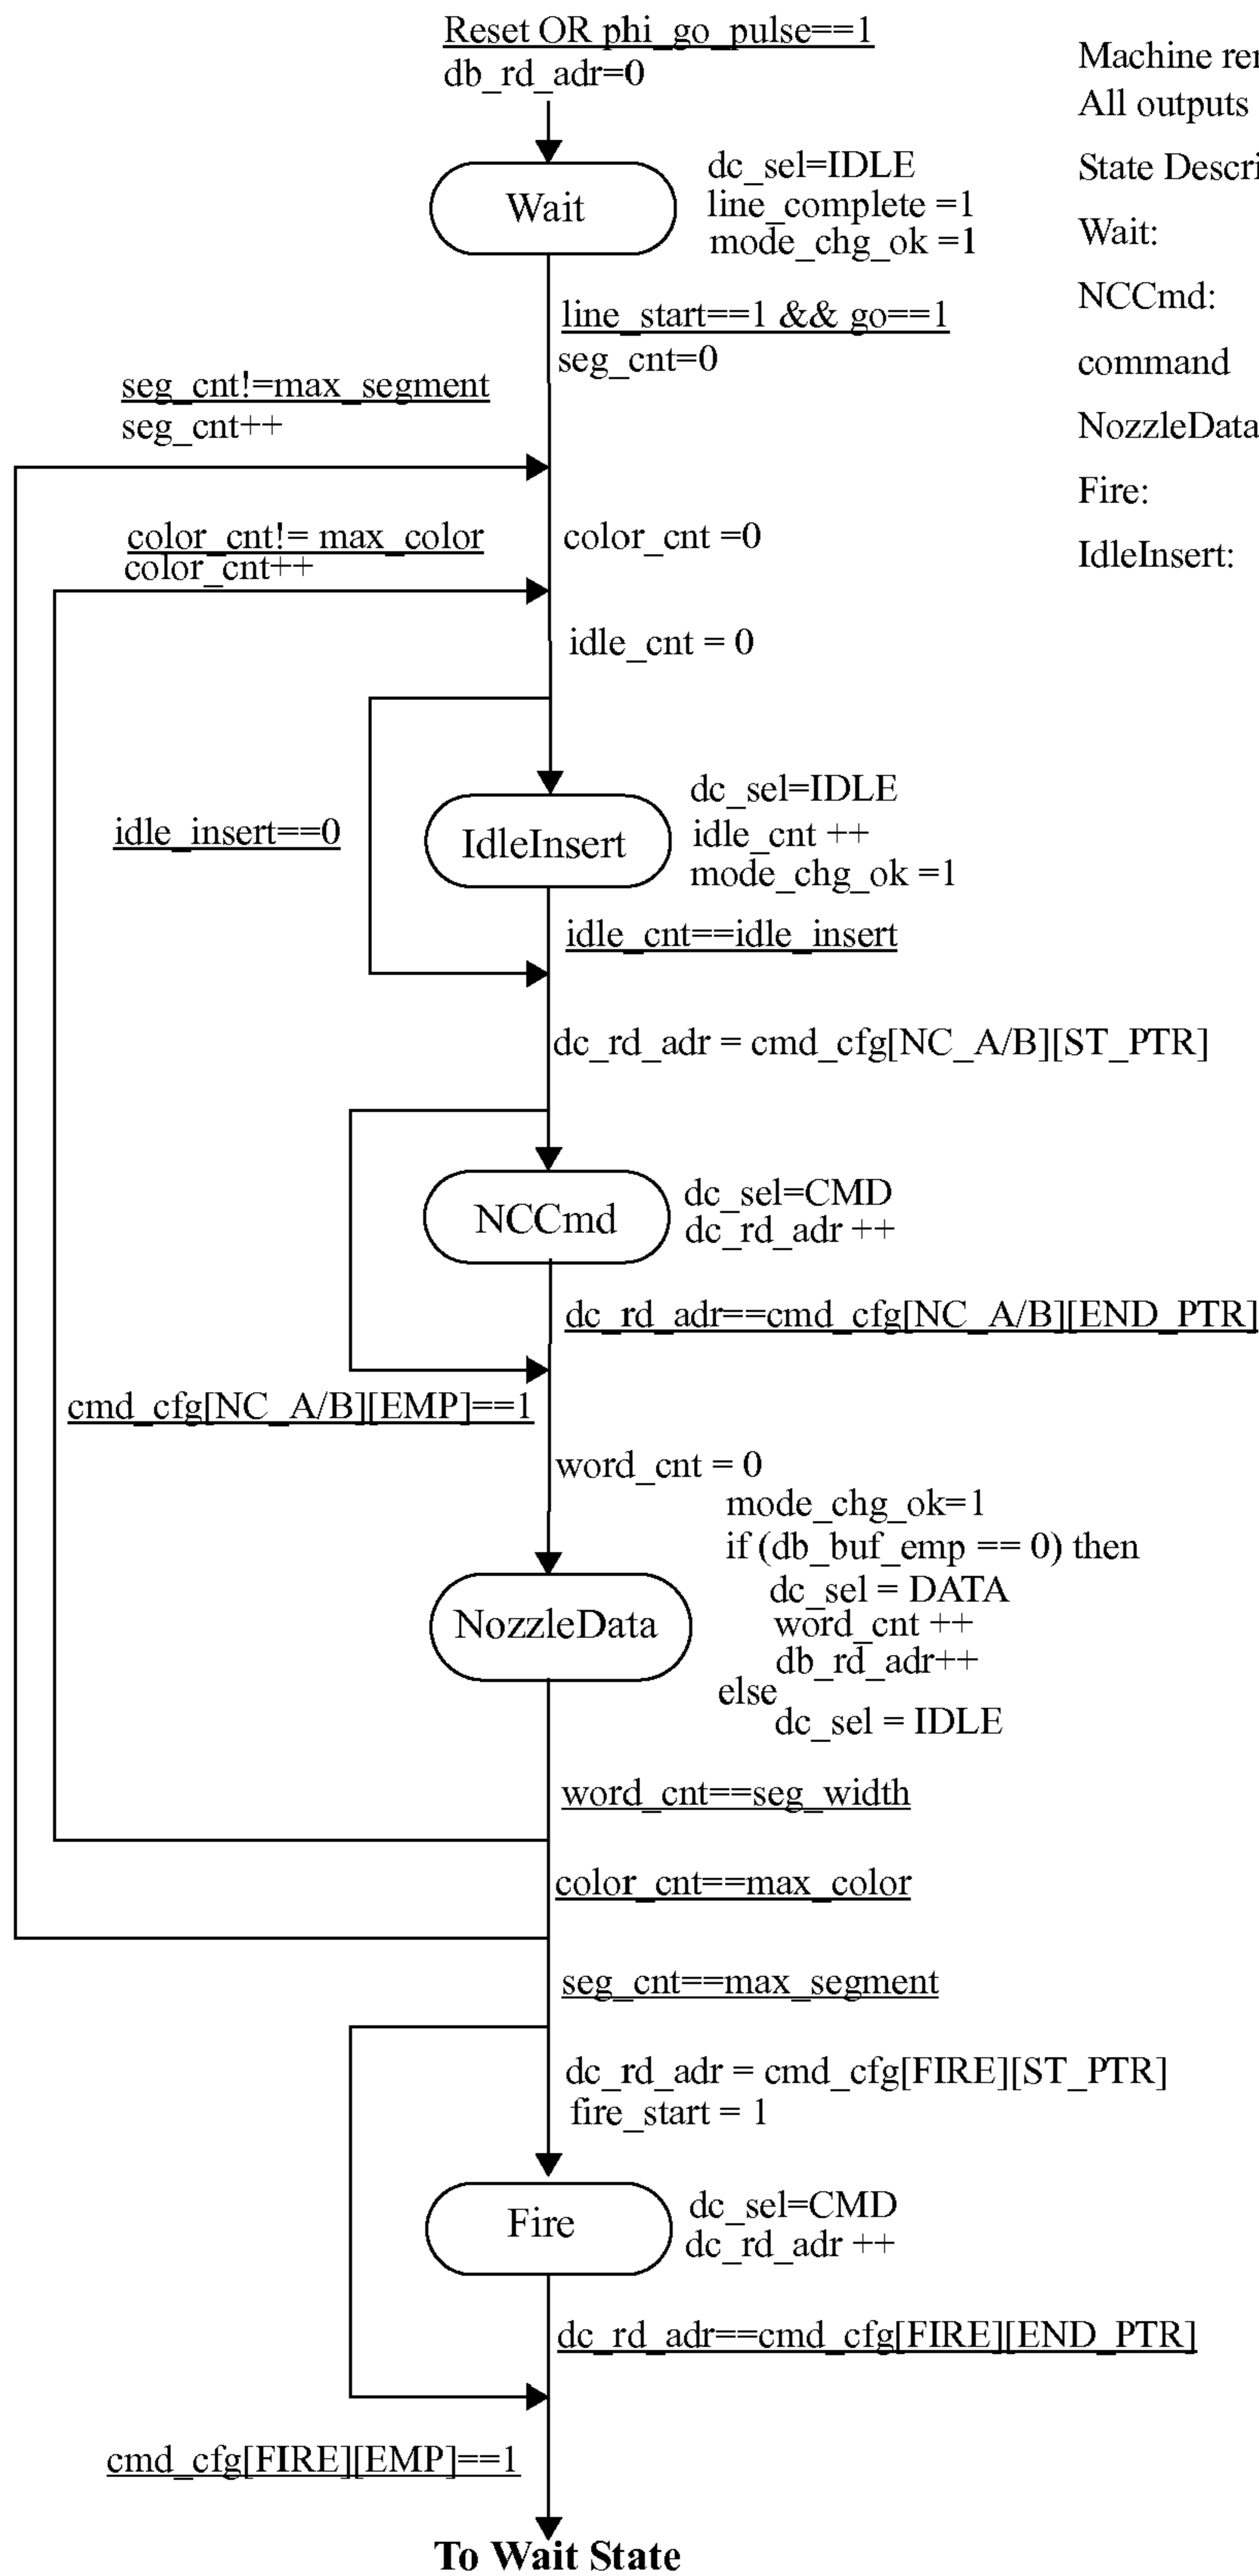 Reset OR phi_go_pulse==1
db_rd_adr=0
Wait
dc_sel=IDLE
line_complete =1
mode_chg_ok =1
line_start==1 && go==1
seg_cnt=0
seg_cnt!=max_segment
seg_cnt++
color_cnt!= max_color
color_cnt++
color_cnt =0
idle_cnt = 0
idle_insert==0
IdleInsert
dc_sel=IDLE
idle_cnt ++
mode_chg_ok =1
idle_cnt==idle_insert
dc_rd_adr = cmd_cfg[NC_A/B][ST_PTR]
NCCmd
dc_sel=CMD
dc_rd_adr ++
dc_rd_adr==cmd_cfg[NC_A/B][END_PTR]
cmd_cfg[NC_A/B][EMP]==1
word_cnt = 0
NozzleData
mode_chg_ok=1
if (db_buf_emp == 0) then
dc_sel = DATA
word_cnt ++
db_rd_adr++
else
dc_sel = IDLE
word_cnt==seg_width
color_cnt==max_color
seg_cnt==max_segment
dc_rd_adr = cmd_cfg[FIRE][ST_PTR]
fire_start = 1
Fire
dc_sel=CMD
dc_rd_adr ++
dc_rd_adr==cmd_cfg[FIRE][END_PTR]
cmd_cfg[FIRE][EMP]==1
To Wait State
Machine
All outputs
State
Wait:
NCCmd:
command
NozzleData
Fire:
IdleInsert: